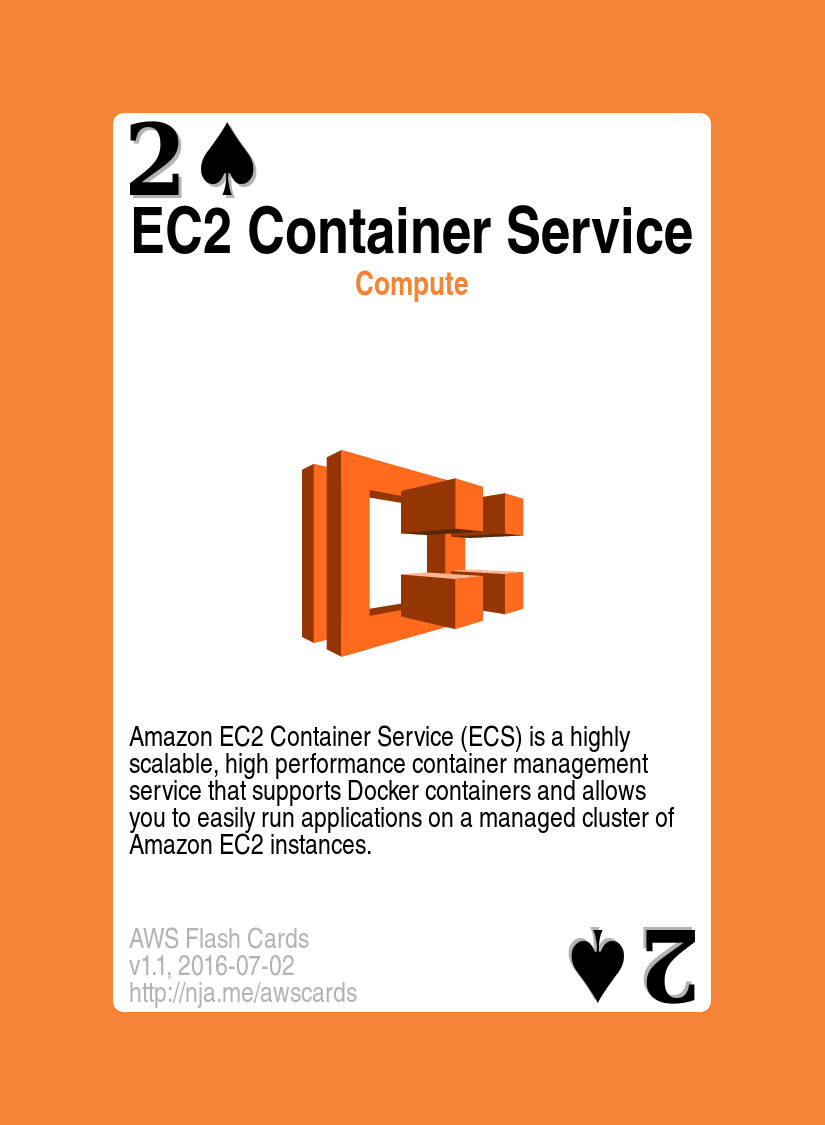 2♠
EC2 Container Service
Compute
Amazon EC2 Container Service (ECS) is a highly
scalable, high performance container management
service that supports Docker containers and allows
you to easily run applications on a managed cluster of
Amazon EC2 instances.
AWS Flash Cards
v1.1, 2016-07-02
http://nja.me/awscards
2♠